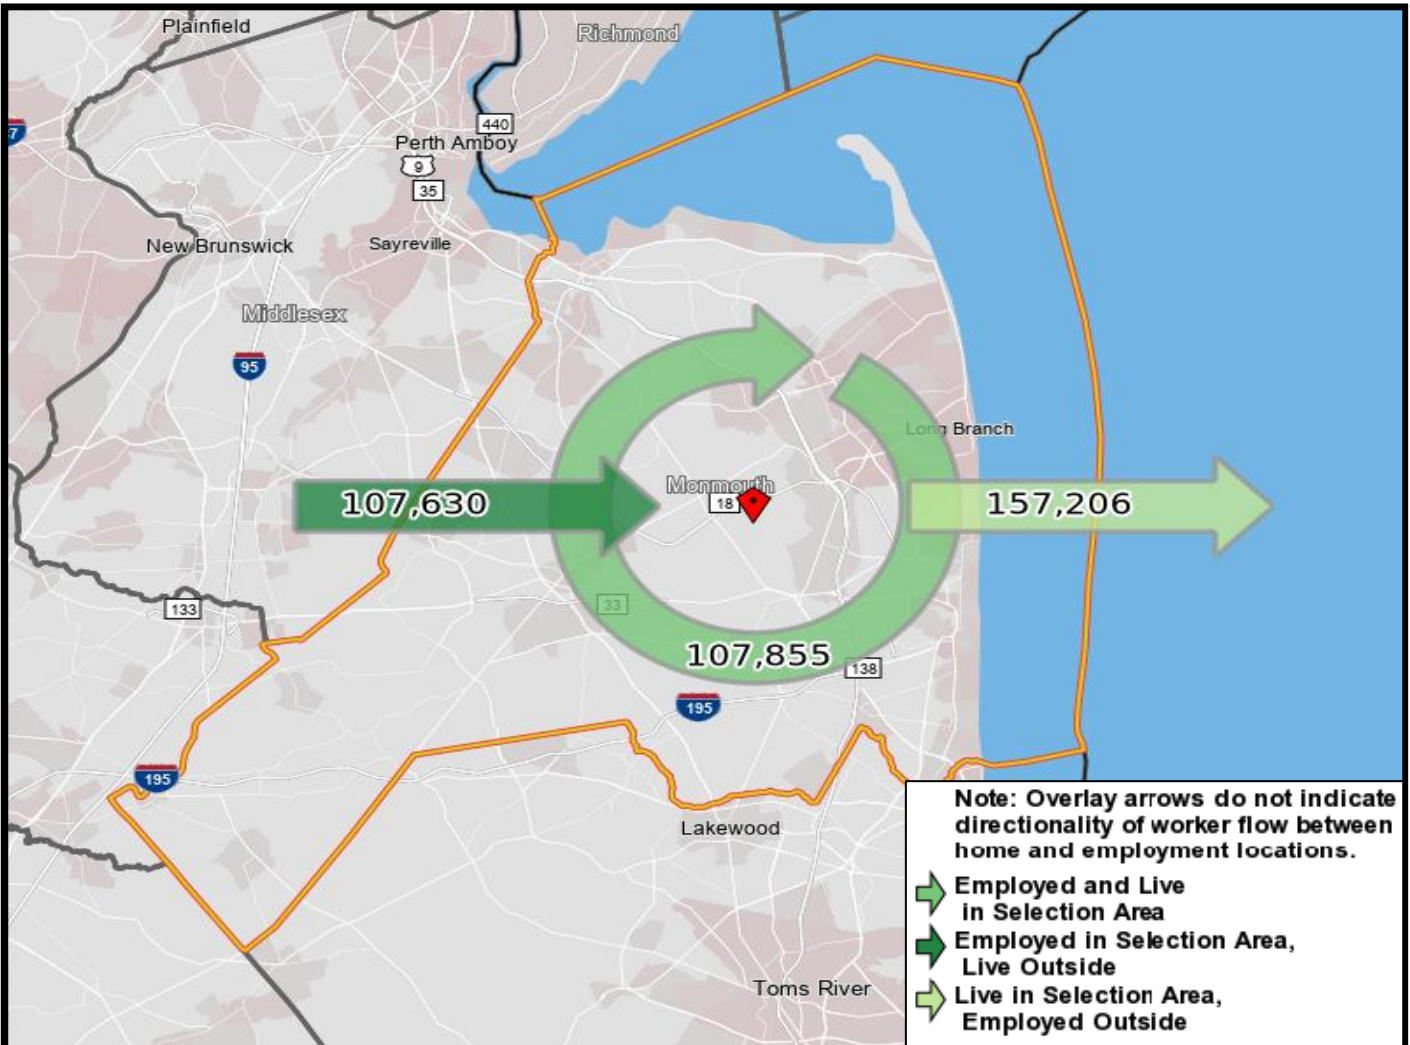 Plainfield
Richmond
440
Perth Amboy
9
35
New Brunswick
Sayreville
Middlesex
95
Long Branch
Monmouth
18
107,630
157,206
133
33
107,855
138
195
195
Lakewood
Toms River
Note: Overlay arrows do not indicate
directionality of worker flow between
home and employment locations.
Employed and Live
in Selection Area
Employed in Selection Area,
Live Outside
Live in Selection Area,
Employed Outside